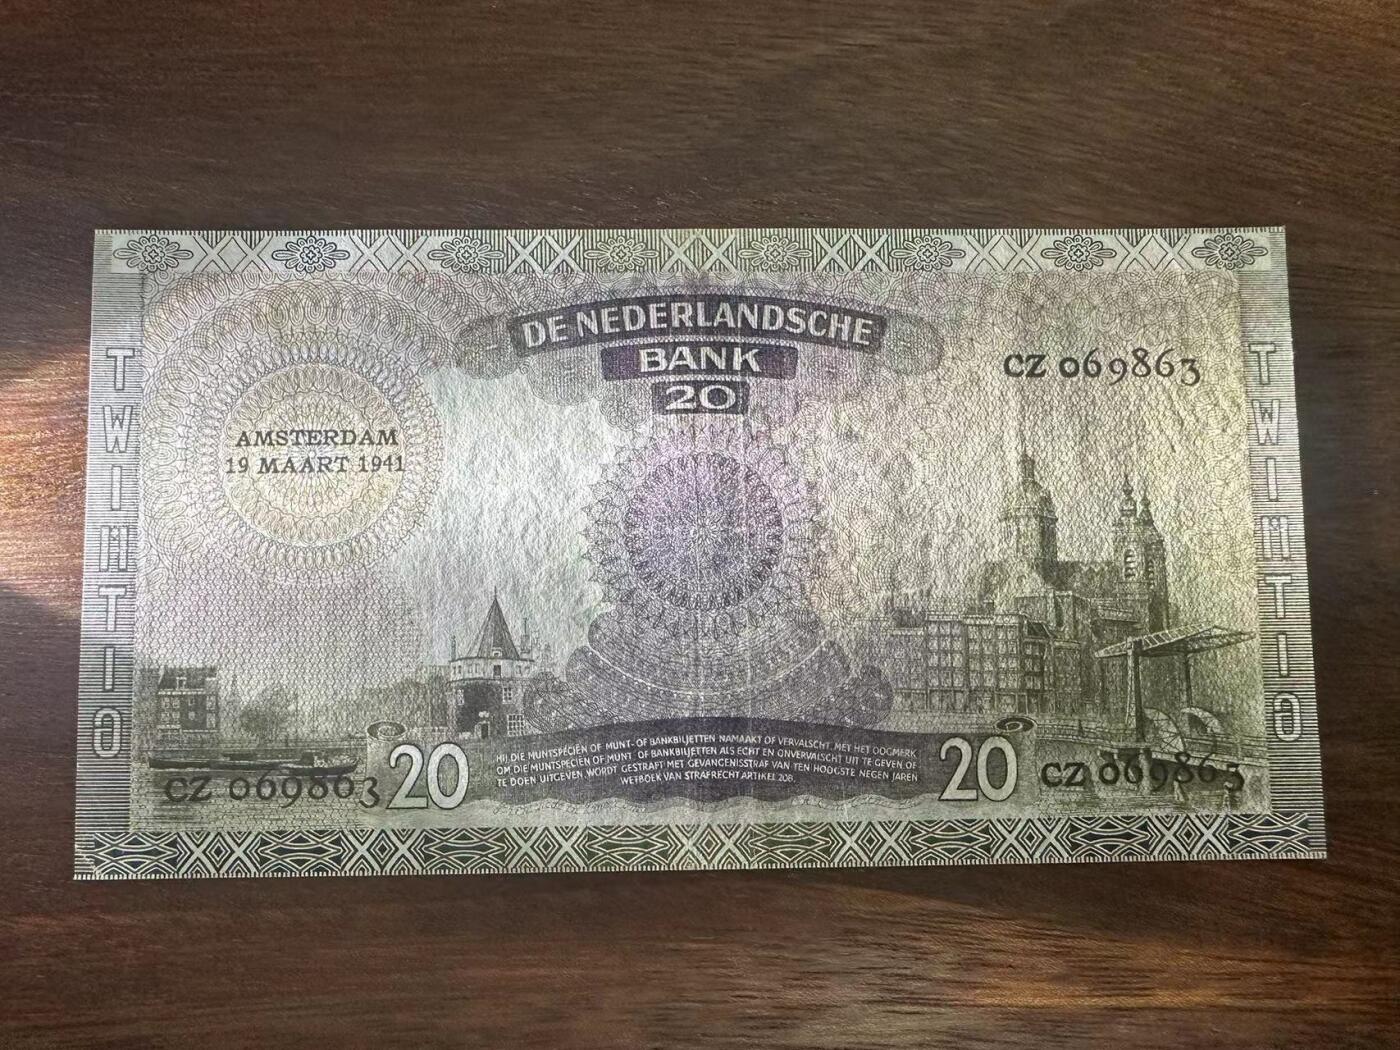 DE NEDERLANDSCHE
BANK
20
CZ 069863
AMSTERDAM
19 MAART 1941
TWINTIG
TWINTIG
HIJ, DIE MUNTSPECIËN OF MUNT- OF BANKBILJETTEN NAMAAKT OF VERVALSCHT, MET HET OOGMERK
OM DIE MUNTSPECIËN OF MUNT- OF BANKBILJETTEN ALS ECHT EN ONVERVALSCHT UIT TE GEVEN OF
TE DOEN UITGEVEN WORDT GESTRAFT MET GEVANGENISSTRAF VAN TEN HOOGSTE NEGEN JAREN
WETBOEK VAN STRAFRECHT ARTIKEL 208.
CZ 069863
20
20
CZ 069863